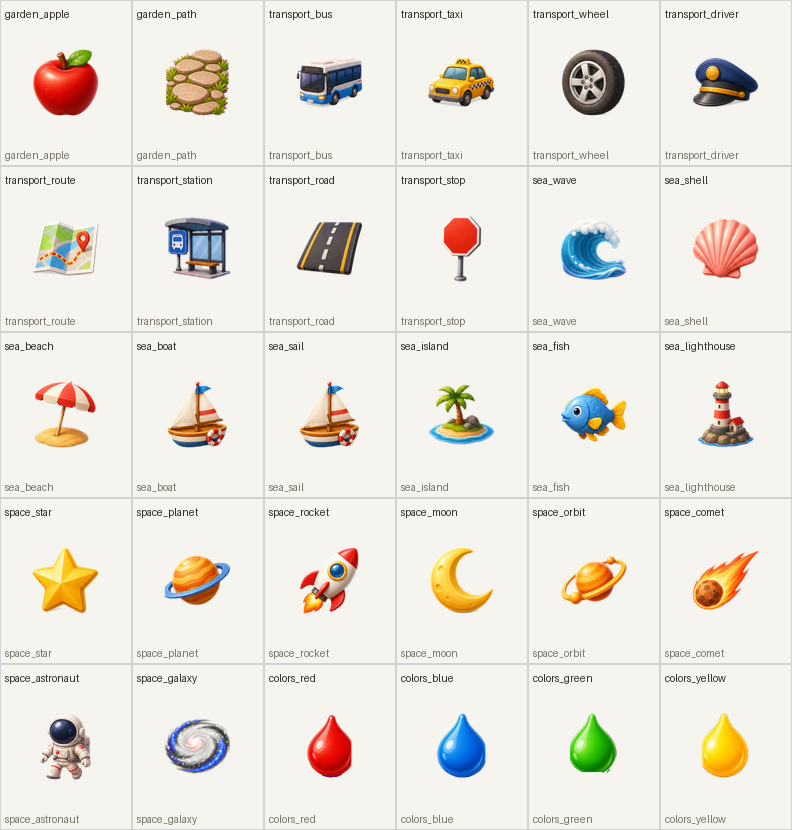 garden_apple
garden_path
transport_bus
transport_taxi
transport_wheel
transport_driver
garden_apple
garden_path
transport_bus
transport_taxi
transport_wheel
transport_driver
transport_route
transport_station
transport_road
transport_stop
sea_wave
sea_shell
transport_route
transport_station
transport_road
transport_stop
sea_wave
sea_shell
sea_beach
sea_boat
sea_sail
sea_island
sea_fish
sea_lighthouse
sea_beach
sea_boat
sea_sail
sea_island
sea_fish
sea_lighthouse
space_star
space_planet
space_rocket
space_moon
space_orbit
space_comet
space_star
space_planet
space_rocket
space_moon
space_orbit
space_comet
space_astronaut
space_galaxy
colors_red
colors_blue
colors_green
colors_yellow
space_astronaut
space_galaxy
colors_red
colors_blue
colors_green
colors_yellow